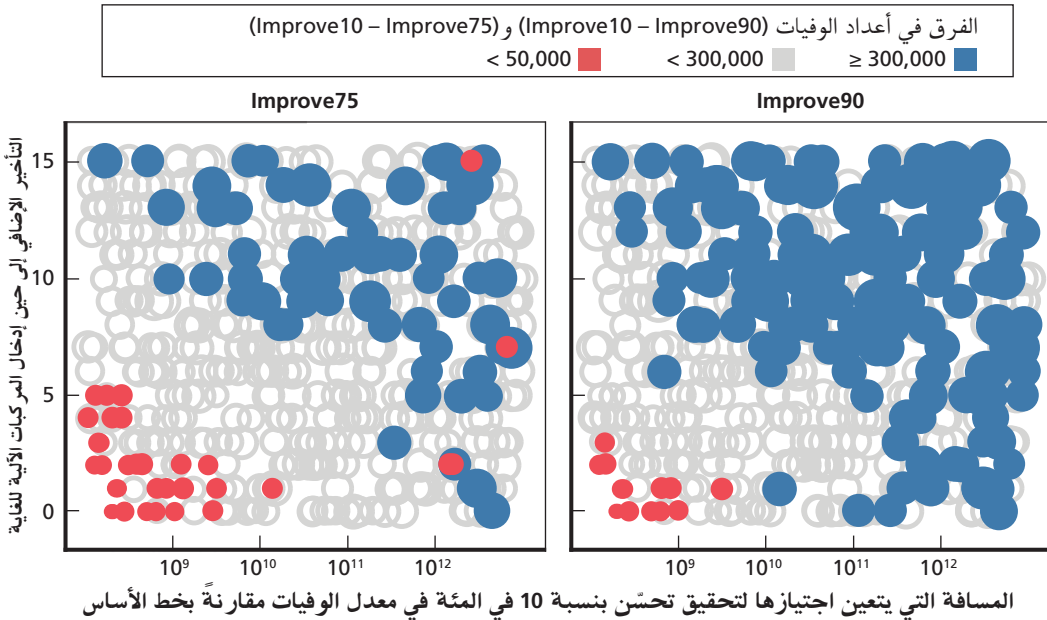 الفرق في أعداد الوفيات (Improve10 – Improve90) و (Improve10 – Improve75)
≥ 300,000 < 300,000 < 50,000
Improve75 Improve90
التأخير الإضافي إلى حين إدخال المركبات الآلية للغاية
15
10
5
0
10⁹ 10¹⁰ 10¹¹ 10¹² 10⁹ 10¹⁰ 10¹¹ 10¹²
المسافة التي يتعين اجتيازها لتحقيق تحسّن بنسبة 10 في المئة في معدل الوفيات مقارنةً بخط الأساس